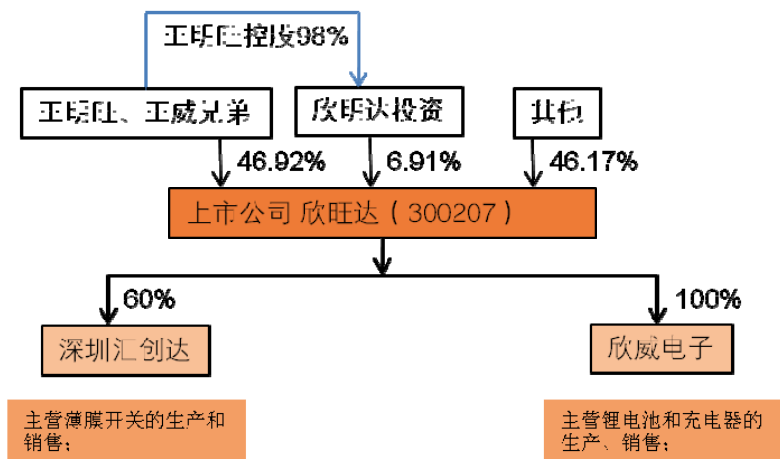 王明旺控股98%
王明旺、王威兄弟
欣明达投资
其他
46.92%
6.91%
46.17%
上市公司 欣旺达（300207）
60%
100%
深圳汇创达
欣威电子
主营薄膜开关的生产和
销售；
主营锂电池和充电器的
生产、销售；